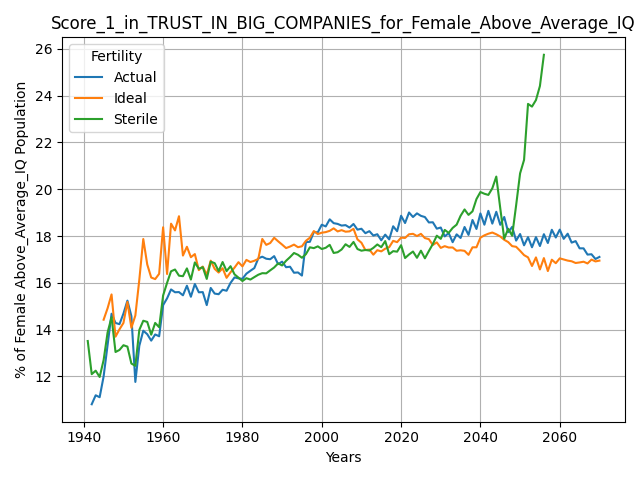 Score_1_in_TRUST_IN_BIG_COMPANIES_for_Female_Above_Average_IQ
Fertility
Actual
Ideal
Sterile
% of Female Above_Average_IQ Population
26
24
22
20
18
16
14
12
1940
1960
1980
2000
2020
2040
2060
Years